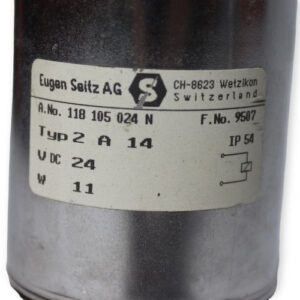 Eugen Seitz AG S CH-8623 Wetzikon
Switzerland
A.No. 118 105 024 N F.No. 9507
Typ 2 A 14 IP 54
V DC 24
W 11